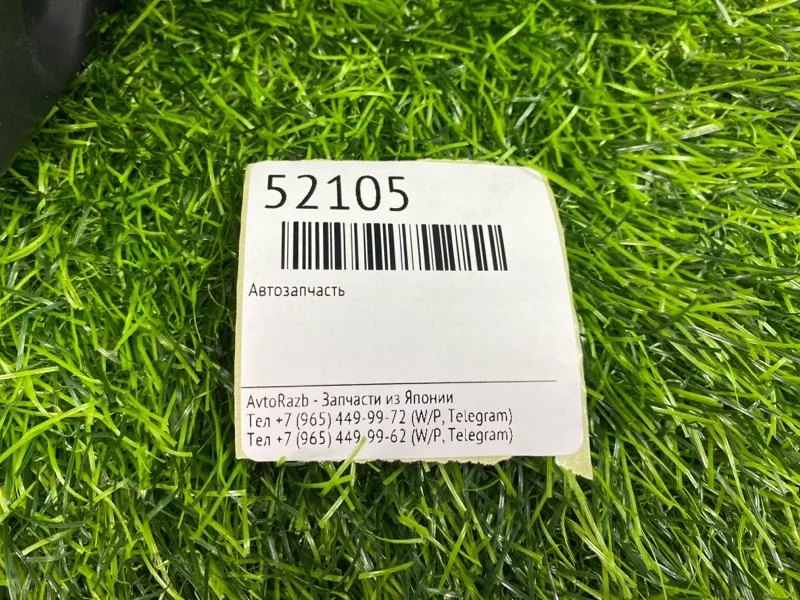 52105
Автозапчасть
AvtoRazb - Запчасти из Японии
Тел +7 (965) 449-99-72 (W/P, Telegram)
Тел +7 (965) 449-99-62 (W/P, Telegram)